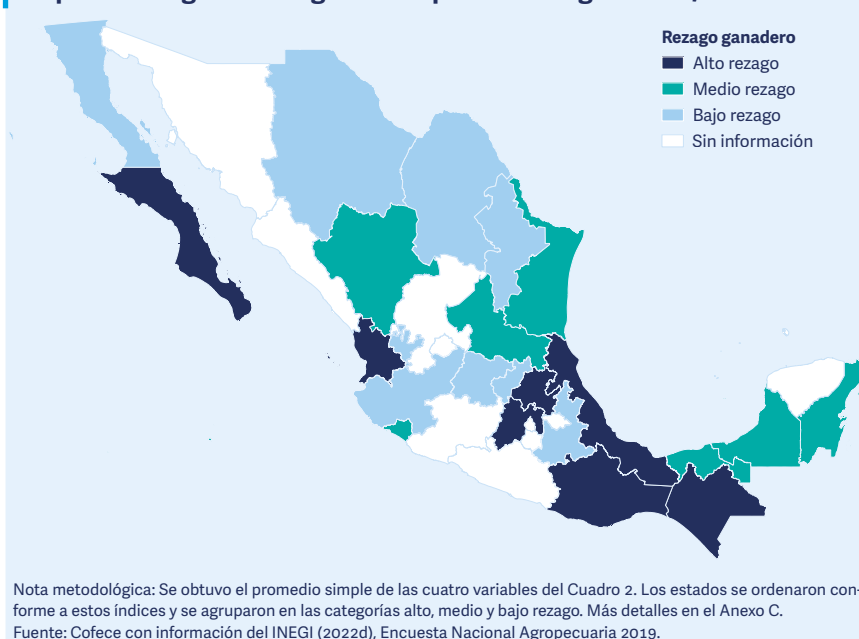 Rezago ganadero
Alto rezago
Medio rezago
Bajo rezago
Sin información
Nota metodológica: Se obtuvo el promedio simple de las cuatro variables del Cuadro 2. Los estados se ordenaron con-
forme a estos índices y se agruparon en las categorías alto, medio y bajo rezago. Más detalles en el Anexo C.
Fuente: Cofece con información del INEGI (2022d), Encuesta Nacional Agropecuaria 2019.